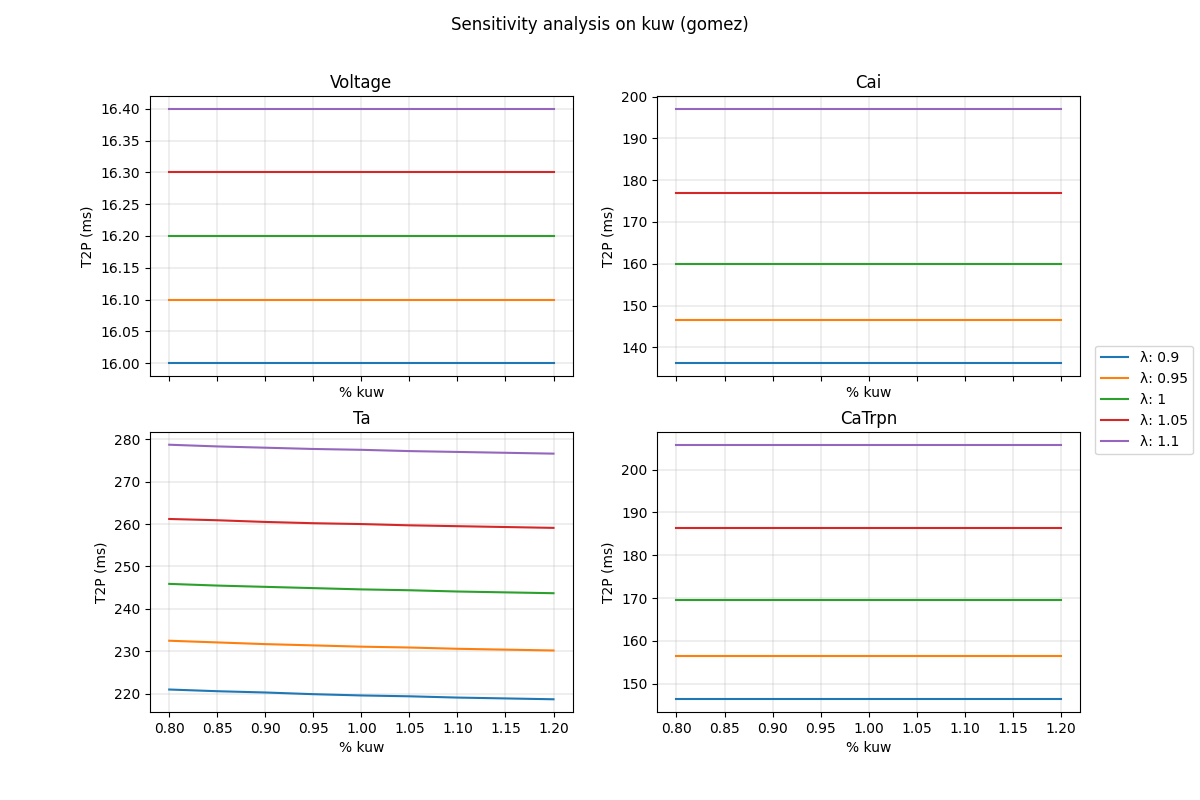 Sensitivity analysis on kuw (gomez)
Voltage
T2P (ms)
16.40
16.35
16.30
16.25
16.20
16.15
16.10
16.05
16.00
% kuw
Cai
T2P (ms)
200
190
180
170
160
150
140
% kuw
Ta
T2P (ms)
280
270
260
250
240
230
220
0.80 0.85 0.90 0.95 1.00 1.05 1.10 1.15 1.20
% kuw
CaTrpn
T2P (ms)
200
190
180
170
160
150
0.80 0.85 0.90 0.95 1.00 1.05 1.10 1.15 1.20
% kuw
λ: 0.9
λ: 0.95
λ: 1
λ: 1.05
λ: 1.1